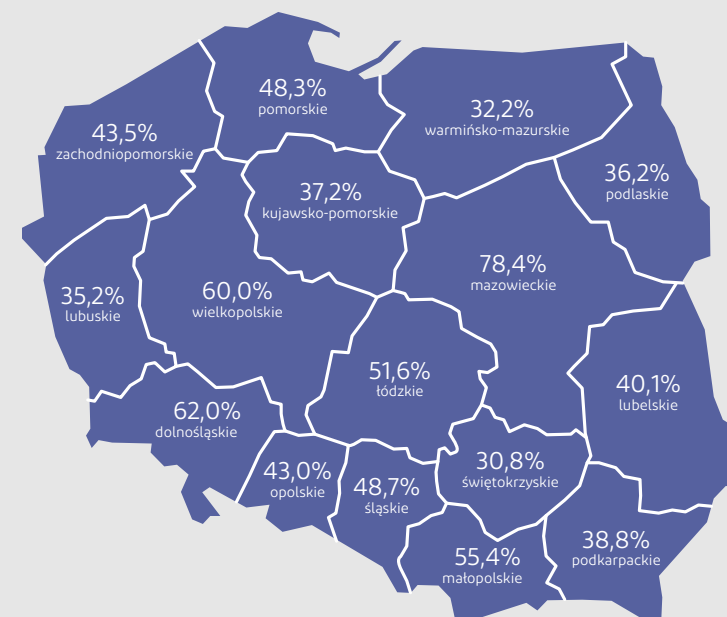 48,3%
pomorskie
32,2%
warmińsko-mazurskie
43,5%
zachodniopomorskie
36,2%
podlaskie
37,2%
kujawsko-pomorskie
78,4%
mazowieckie
35,2%
lubuskie
60,0%
wielkopolskie
51,6%
łódzkie
40,1%
lubelskie
62,0%
dolnośląskie
30,8%
świętokrzyskie
43,0%
opolskie
48,7%
śląskie
38,8%
podkarpackie
55,4%
małopolskie